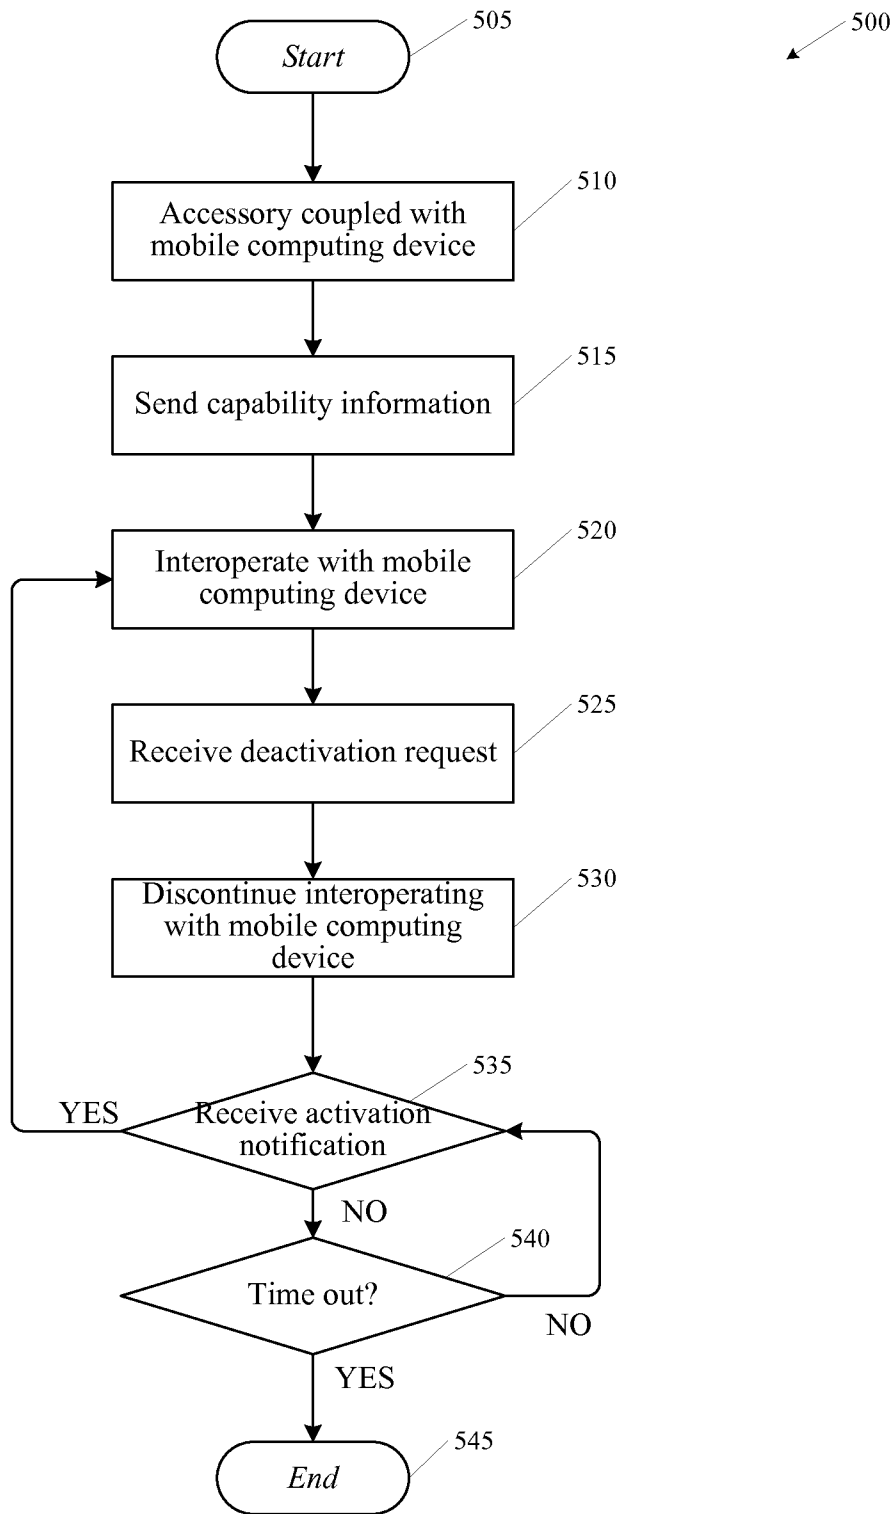 505
500
Start
510
Accessory coupled with
mobile computing device
515
Send capability information
520
Interoperate with mobile
computing device
525
Receive deactivation request
530
Discontinue interoperating
with mobile computing
device
535
YES
Receive activation
notification
NO
540
Time out?
NO
YES
545
End